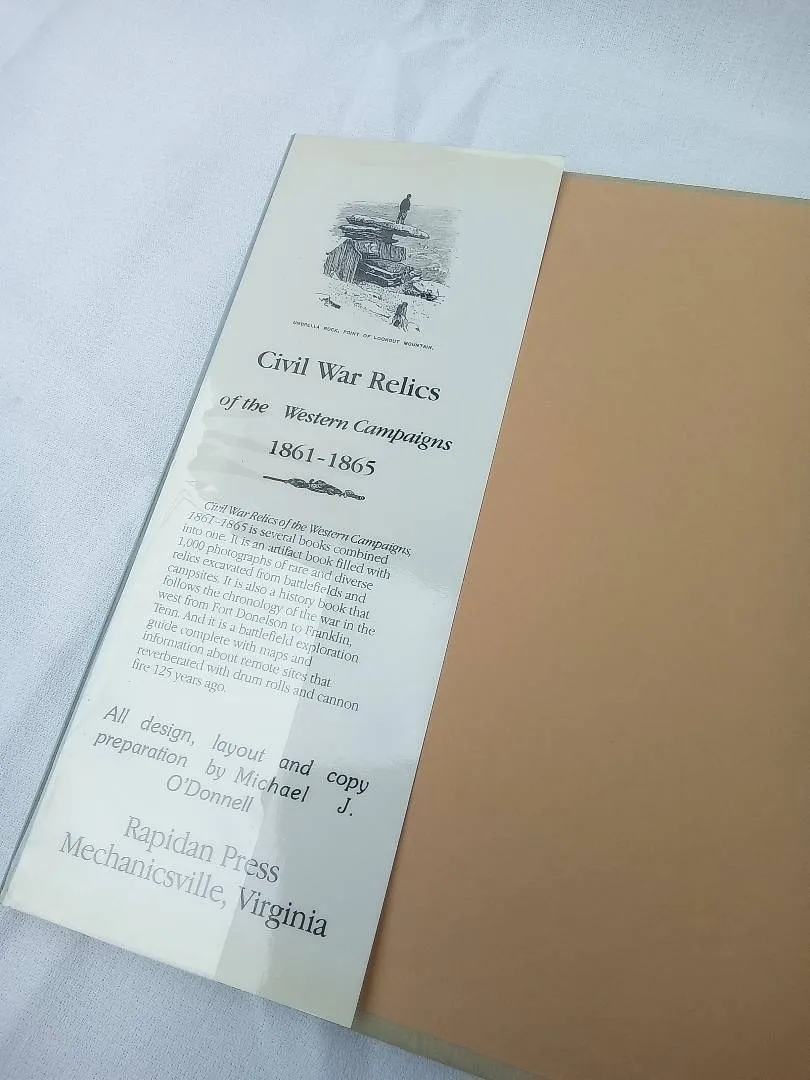 UMBRELLA ROCK, POINT OF LOOKOUT MOUNTAIN.
Civil War Relics
of the Western Campaigns
1861-1865
Civil War Relics of the Western Campaigns,
1861-1865 is several books combined
into one. It is an artifact book filled with
1,000 photographs of rare and diverse
relics excavated from battlefields and
campsites. It is also a history book that
follows the chronology of the war in the
west from Fort Donelson to Franklin,
Tenn. And it is a battlefield exploration
guide complete with maps and
information about remote sites that
reverberated with drum rolls and cannon
fire 125 years ago.
All design, layout and copy
preparation by Michael J.
O'Donnell
Rapidan Press
Mechanicsville, Virginia